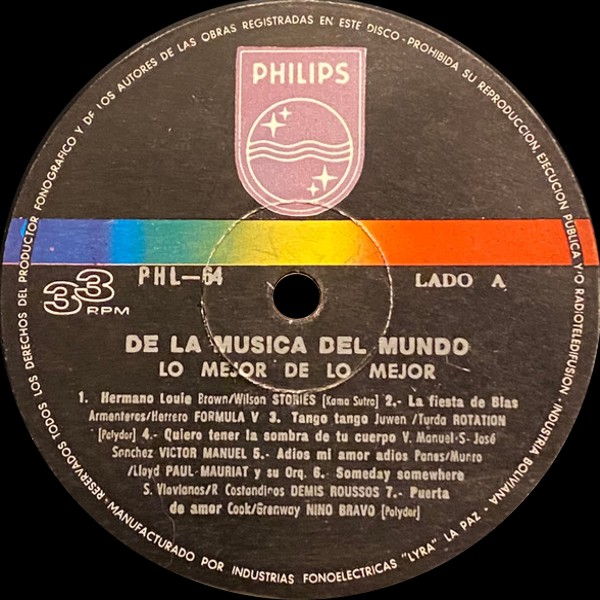 RESERVADOS TODOS LOS DERECHOS DEL PRODUCTOR FONOGRAFICO Y DE LOS AUTORES DE LAS OBRAS REGISTRADAS EN ESTE DISCO - PROHIBIDA SU REPRODUCCION, EJECUCION PUBLICA Y/O RADIOTELEDIFUSION - INDUSTRIA BOLIVIANA
PHILIPS
33 RPM
PHL-64
LADO A
DE LA MUSICA DEL MUNDO
LO MEJOR DE LO MEJOR
1. Hermano Louie Brown/Wilson STORIES [Kama Sutra] 2.- La fiesta de Blas
Armenteros/Herrero FORMULA V 3. Tango tango Juwen /Turda ROTATION
[Polydor] 4.- Quiero tener la sombra de tu cuerpo V. Manuel-S-José
Sanchez VICTOR MANUEL 5.- Adios mi amor adios Panas/Munro
/Lloyd PAUL-MAURIAT y su Orq. 6.- Someday somewhere
S. Vlavianos/R Costandinos DEMIS ROUSSOS 7.- Puerta
de amor Cook/Grenway NINO BRAVO [Polydor]
MANUFACTURADO POR INDUSTRIAS FONOELECTRICAS "LYRA" LA PAZ -